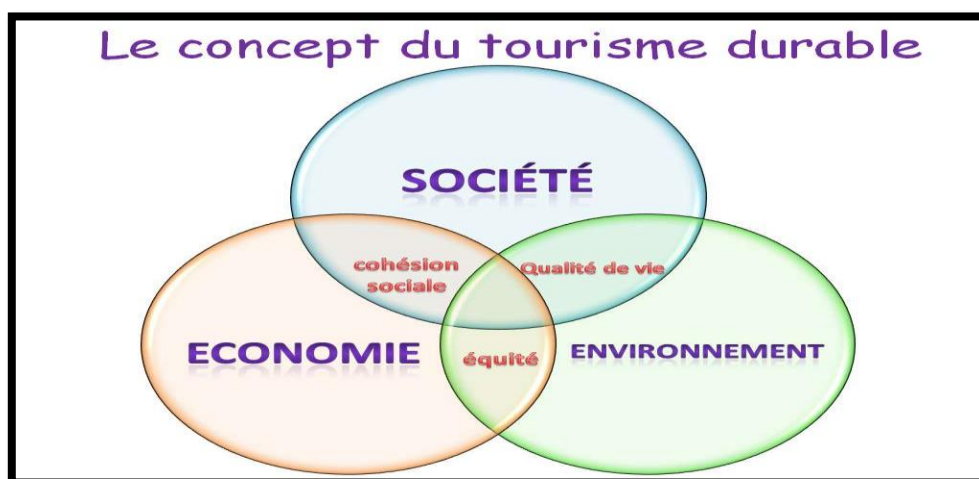 Le concept du tourisme durable
SOCIÉTÉ
cohésion
sociale
Qualité de vie
ECONOMIE
équité
ENVIRONNEMENT